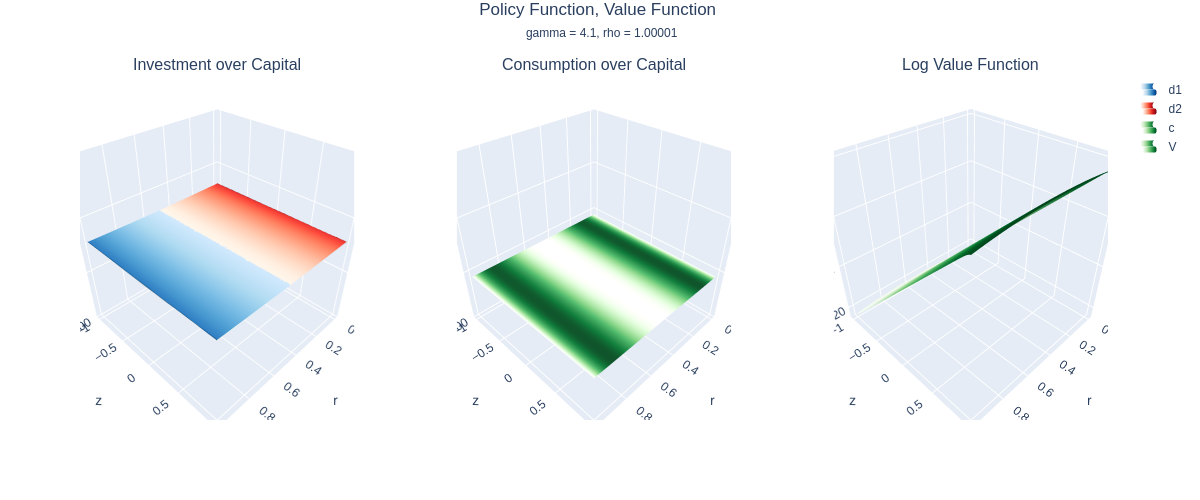 Policy Function, Value Function
gamma = 4.1, rho = 1.00001
Investment over Capital
Consumption over Capital
Log Value Function
d1
d2
c
V
−0.5
0
0.5
z
0.2
0.4
0.6
0.8
r
−0.5
0
0.5
z
0.2
0.4
0.6
0.8
r
20
−1
−0.5
0
0.5
z
0.2
0.4
0.6
0.8
r